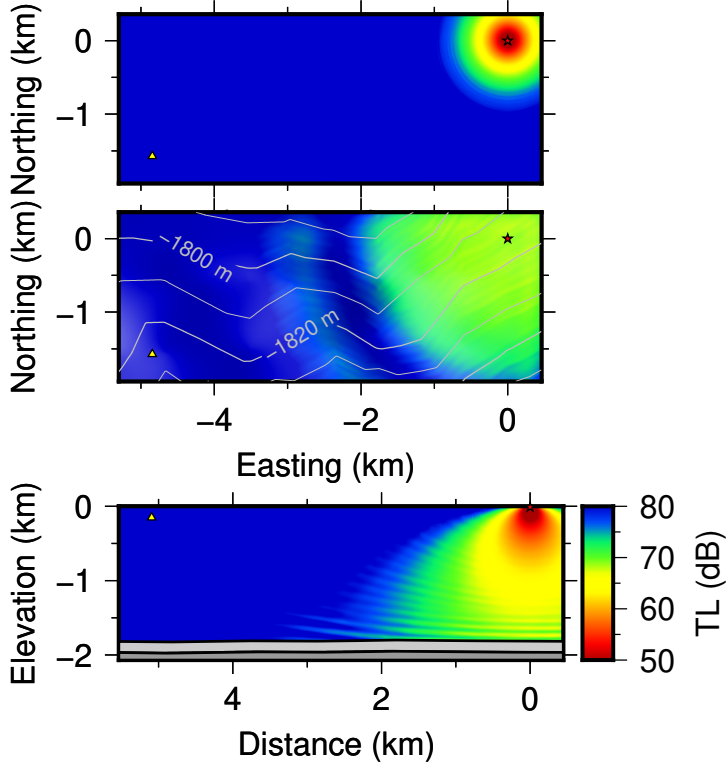 Northing (km)
0
−1
Northing (km)
0
−1
−1800 m
−1820 m
−4
−2
0
Easting (km)
Elevation (km)
0
−1
−2
4
2
0
Distance (km)
80
70
60
50
TL (dB)